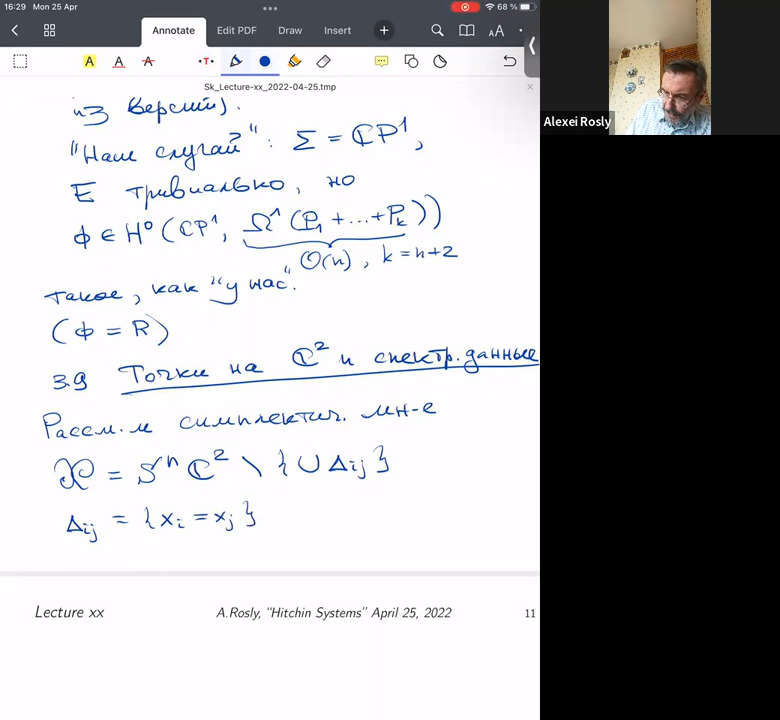 16:29 Mon 25 Apr
68 %
Annotate Edit PDF Draw Insert
AA
A A A T
Sk_Lecture-xx_2022-04-25.tmp
из версий).
"Наш случай": Σ = ℂP¹,
E тривиально, но
ϕ ∈ H⁰(ℂP¹, Ω¹(P₁+...+Pₖ))
O(n), k = n+2
такое, как "у нас".
(ϕ = R)
3.9 Точки на ℂ² и спектр. данные
Рассм.м симплектич. мн-е
X = Sⁿℂ² \ {∪ Δij}
Δij = {xi = xj}
Lecture xx A.Rosly, "Hitchin Systems" April 25, 2022 11
Alexei Rosly